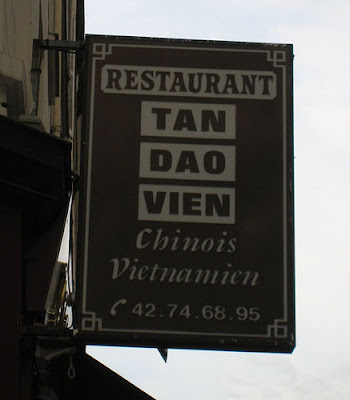 RESTAURANT
TAN
DAO
VIEN
Chinois
Vietnamien
42.74.68.95